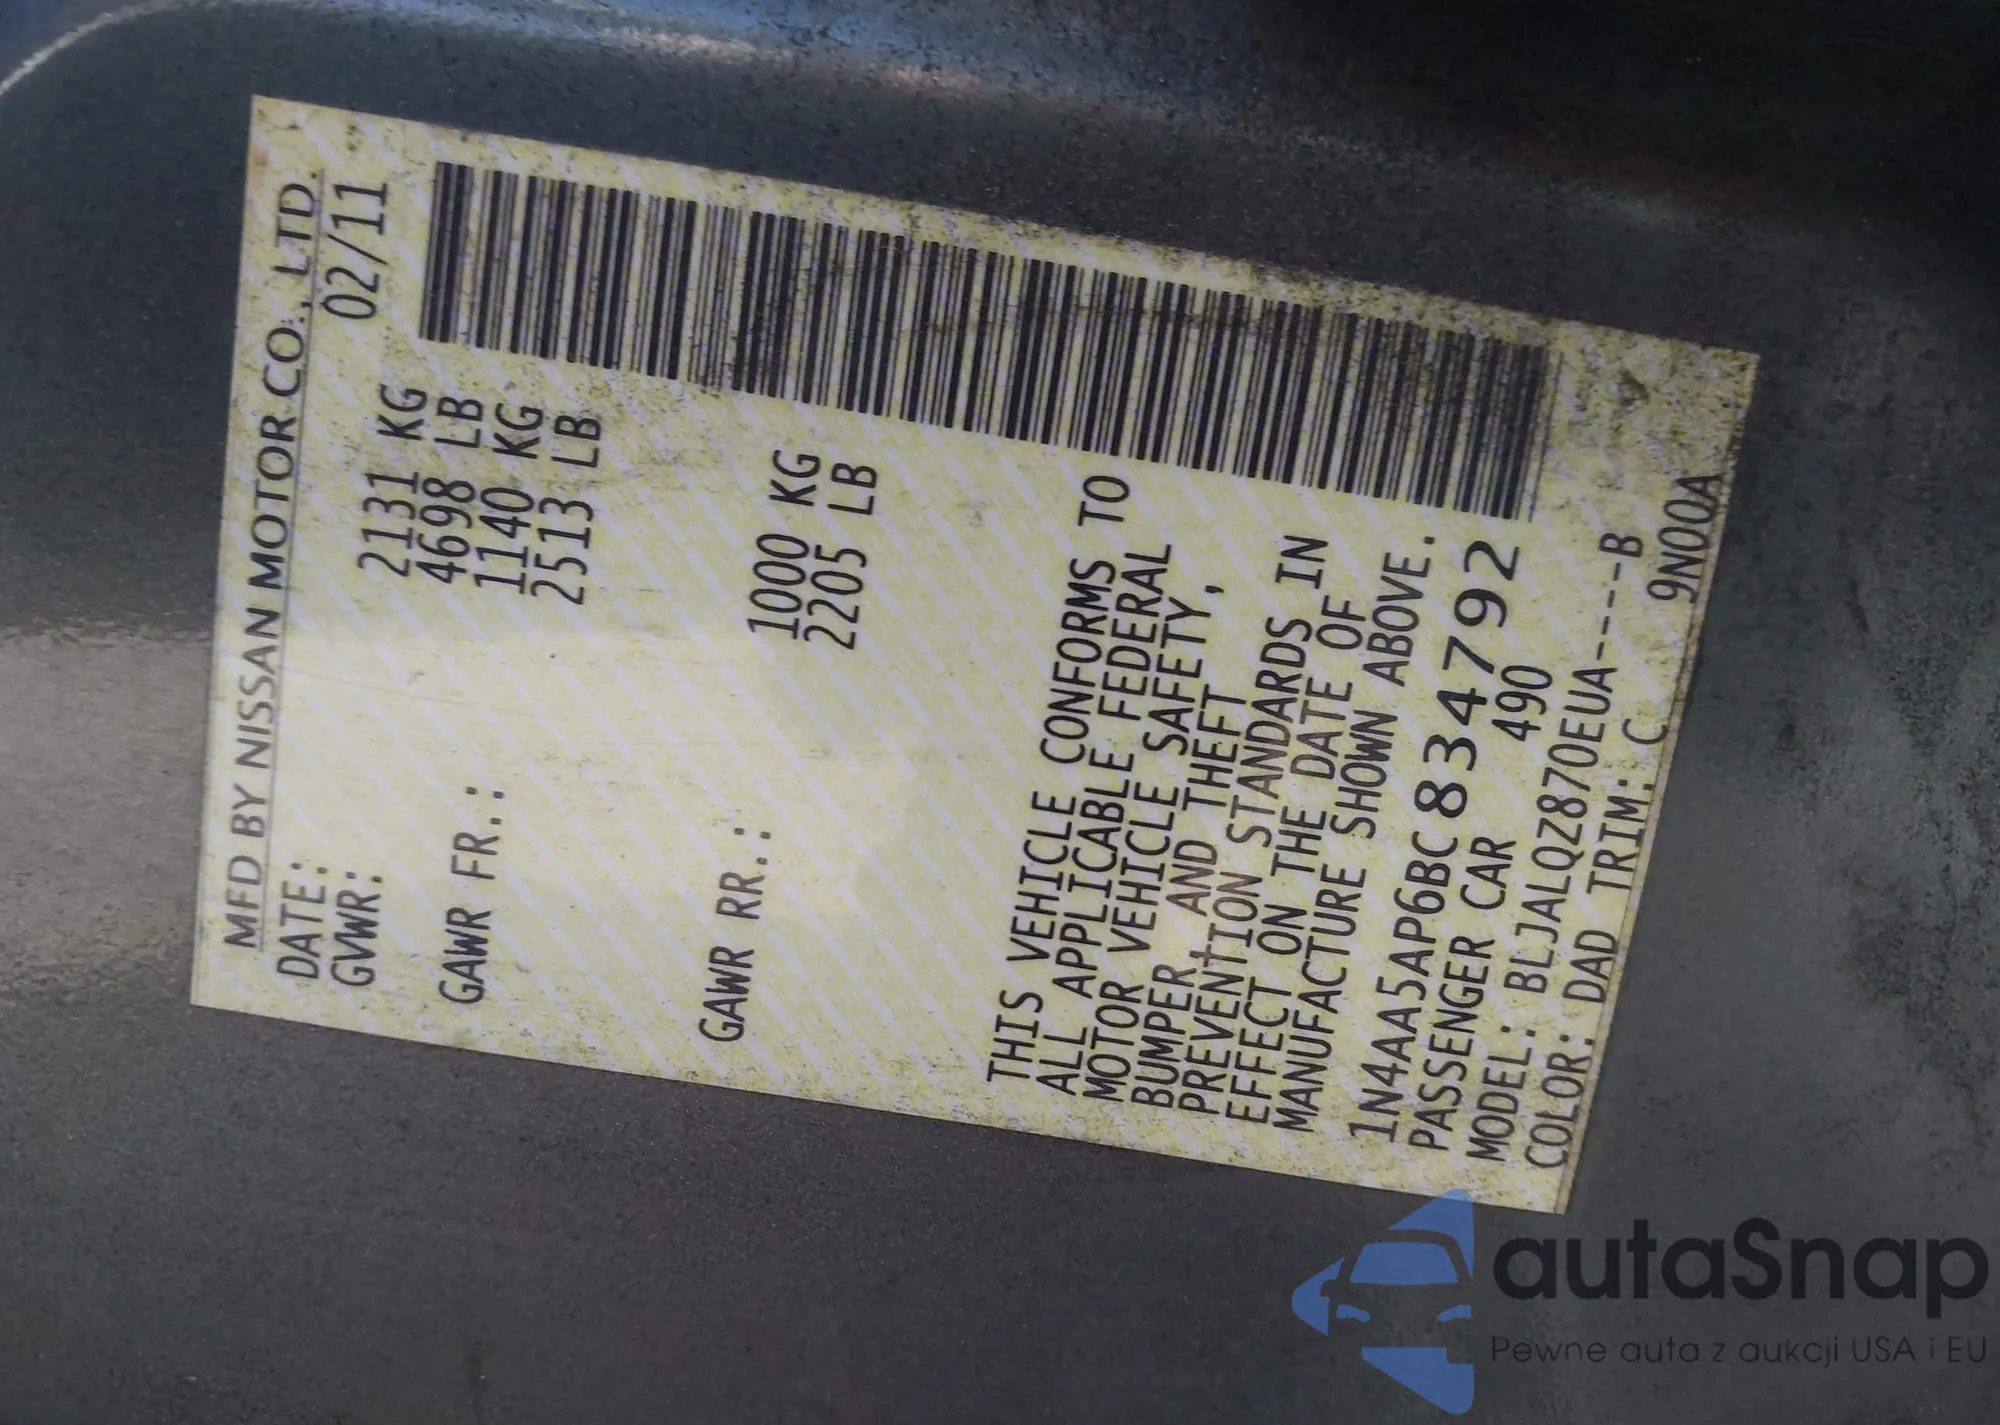 MFD BY NISSAN MOTOR CO., LTD.
DATE: 02/11
GVWR: 2131 KG
4698 LB
GAWR FR.: 1140 KG
2513 LB
GAWR RR.: 1000 KG
2205 LB
THIS VEHICLE CONFORMS TO
ALL APPLICABLE FEDERAL
MOTOR VEHICLE SAFETY,
BUMPER AND THEFT
PREVENTION STANDARDS IN
EFFECT ON THE DATE OF
MANUFACTURE SHOWN ABOVE.
1N4AA5AP6BC834792
PASSENGER CAR 490
MODEL: BLJALQZ870EUA----B
COLOR: DAD TRIM: C 9N00A
autaSnap
Pewne auta z aukcji USA i EU